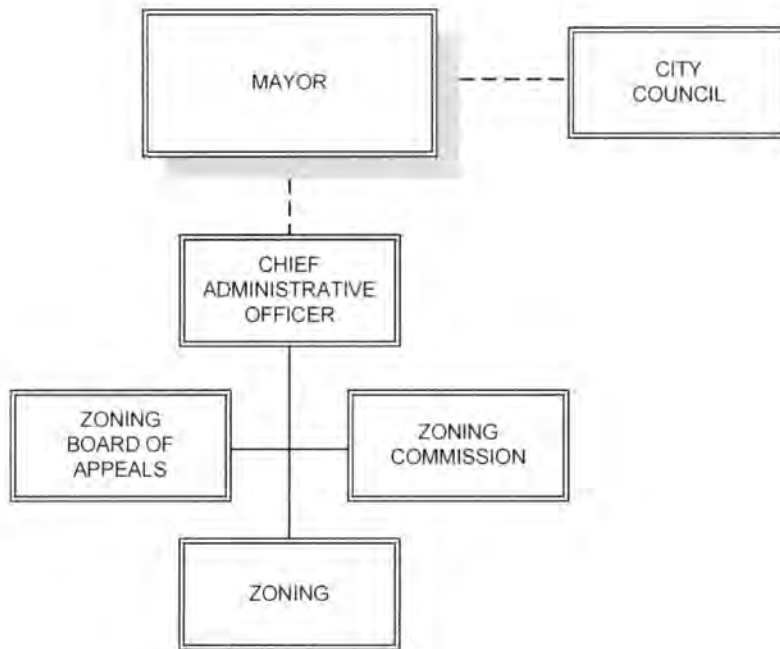 MAYOR
CITY
COUNCIL
CHIEF
ADMINISTRATIVE
OFFICER
ZONING
BOARD OF
APPEALS
ZONING
COMMISSION
ZONING